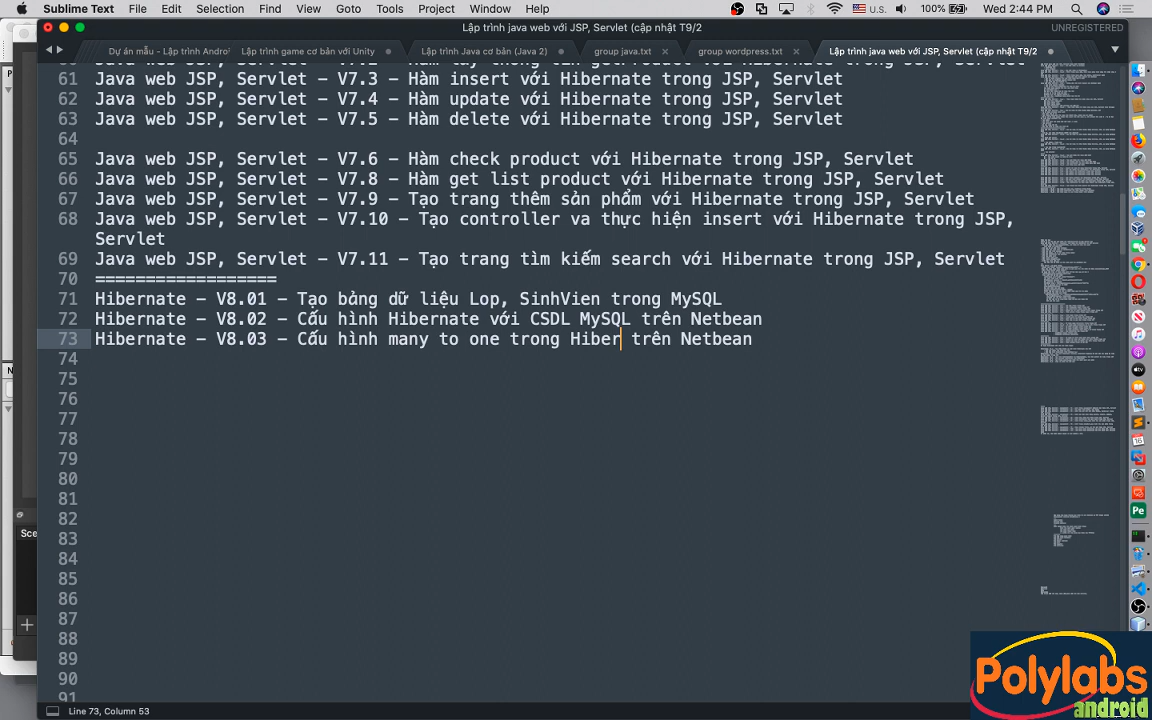 Sublime Text File Edit Selection Find View Goto Tools Project Window Help U.S. 100% Wed 2:44 PM
Lập trình java web với JSP, Servlet (cập nhật T9/2 UNREGISTERED
Dự án mẫu - Lập trình Androi Lập trình game cơ bản với Unity Lập trình Java cơ bản (Java 2) group java.txt group wordpress.txt Lập trình java web với JSP, Servlet (cập nhật T9/2
61 Java web JSP, Servlet – V7.3 – Hàm insert với Hibernate trong JSP, Servlet
62 Java web JSP, Servlet – V7.4 – Hàm update với Hibernate trong JSP, Servlet
63 Java web JSP, Servlet – V7.5 – Hàm delete với Hibernate trong JSP, Servlet
64
65 Java web JSP, Servlet – V7.6 – Hàm check product với Hibernate trong JSP, Servlet
66 Java web JSP, Servlet – V7.8 – Hàm get list product với Hibernate trong JSP, Servlet
67 Java web JSP, Servlet – V7.9 – Tạo trang thêm sản phẩm với Hibernate trong JSP, Servlet
68 Java web JSP, Servlet – V7.10 – Tạo controller va thực hiện insert với Hibernate trong JSP,
Servlet
69 Java web JSP, Servlet – V7.11 – Tạo trang tìm kiếm search với Hibernate trong JSP, Servlet
70 ==================
71 Hibernate – V8.01 – Tạo bảng dữ liệu Lop, SinhVien trong MySQL
72 Hibernate – V8.02 – Cấu hình Hibernate với CSDL MySQL trên Netbean
73 Hibernate – V8.03 – Cấu hình many to one trong Hiber trên Netbean
74
75
76
77
78
79
80
81
82
83
84
85
86
87
88
89
90
91
Sce
Pe
Line 73, Column 53
Polylabs
android